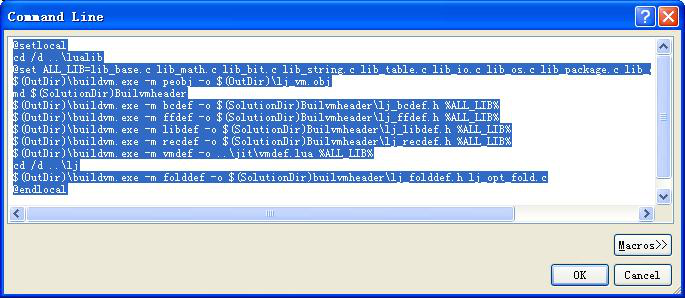 Command Line
@setlocal
cd /d ..\lualib
@set ALL_LIB=lib_base.c lib_math.c lib_bit.c lib_string.c lib_table.c lib_io.c lib_os.c lib_package.c lib_
$(OutDir)\buildvm.exe -m peobj -o $(OutDir)\lj_vm.obj
md $(SolutionDir)Builvmheader
$(OutDir)\buildvm.exe -m bcdef -o $(SolutionDir)Builvmheader\lj_bcdef.h %ALL_LIB%
$(OutDir)\buildvm.exe -m ffdef -o $(SolutionDir)Builvmheader\lj_ffdef.h %ALL_LIB%
$(OutDir)\buildvm.exe -m libdef -o $(SolutionDir)Builvmheader\lj_libdef.h %ALL_LIB%
$(OutDir)\buildvm.exe -m recdef -o $(SolutionDir)Builvmheader\lj_recdef.h %ALL_LIB%
$(OutDir)\buildvm.exe -m vmdef -o ..\jit\vmdef.lua %ALL_LIB%
cd /d ..\lj
$(OutDir)\buildvm.exe -m folddef -o $(SolutionDir)builvmheader\lj_folddef.h lj_opt_fold.c
@endlocal
Macros>>
OK
Cancel